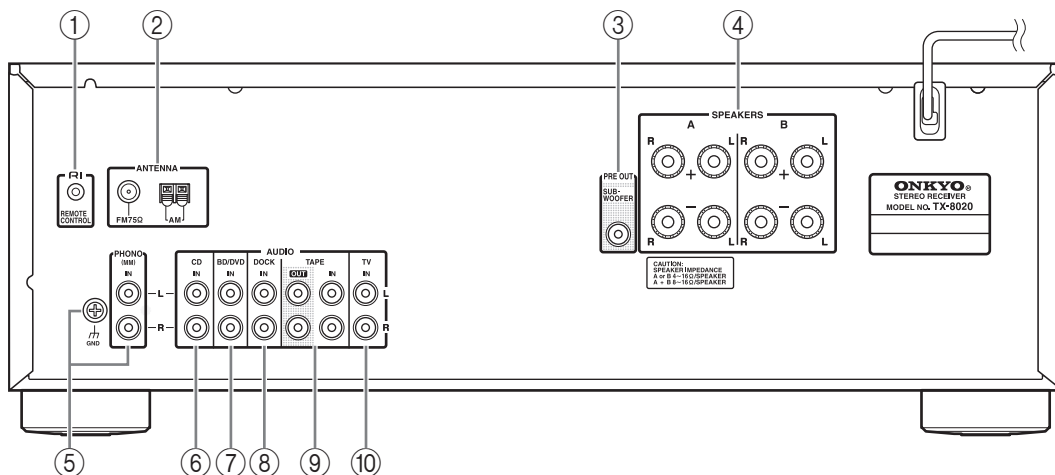 ① ② ③ ④
SPEAKERS
A B
R L R L
+ +
- -
R L R L
RI
REMOTE
CONTROL
ANTENNA
FM75Ω AM
PRE OUT
SUB-
WOOFER
ONKYO®
STEREO RECEIVER
MODEL NO. TX-8020
CAUTION:
SPEAKER IMPEDANCE
A or B 4~16Ω/SPEAKER
A + B 8~16Ω/SPEAKER
PHONO
(MM)
IN
L
R
GND
AUDIO
CD BD/DVD DOCK TAPE TV
IN IN IN OUT IN IN
L
R
⑤ ⑥ ⑦ ⑧ ⑨ ⑩